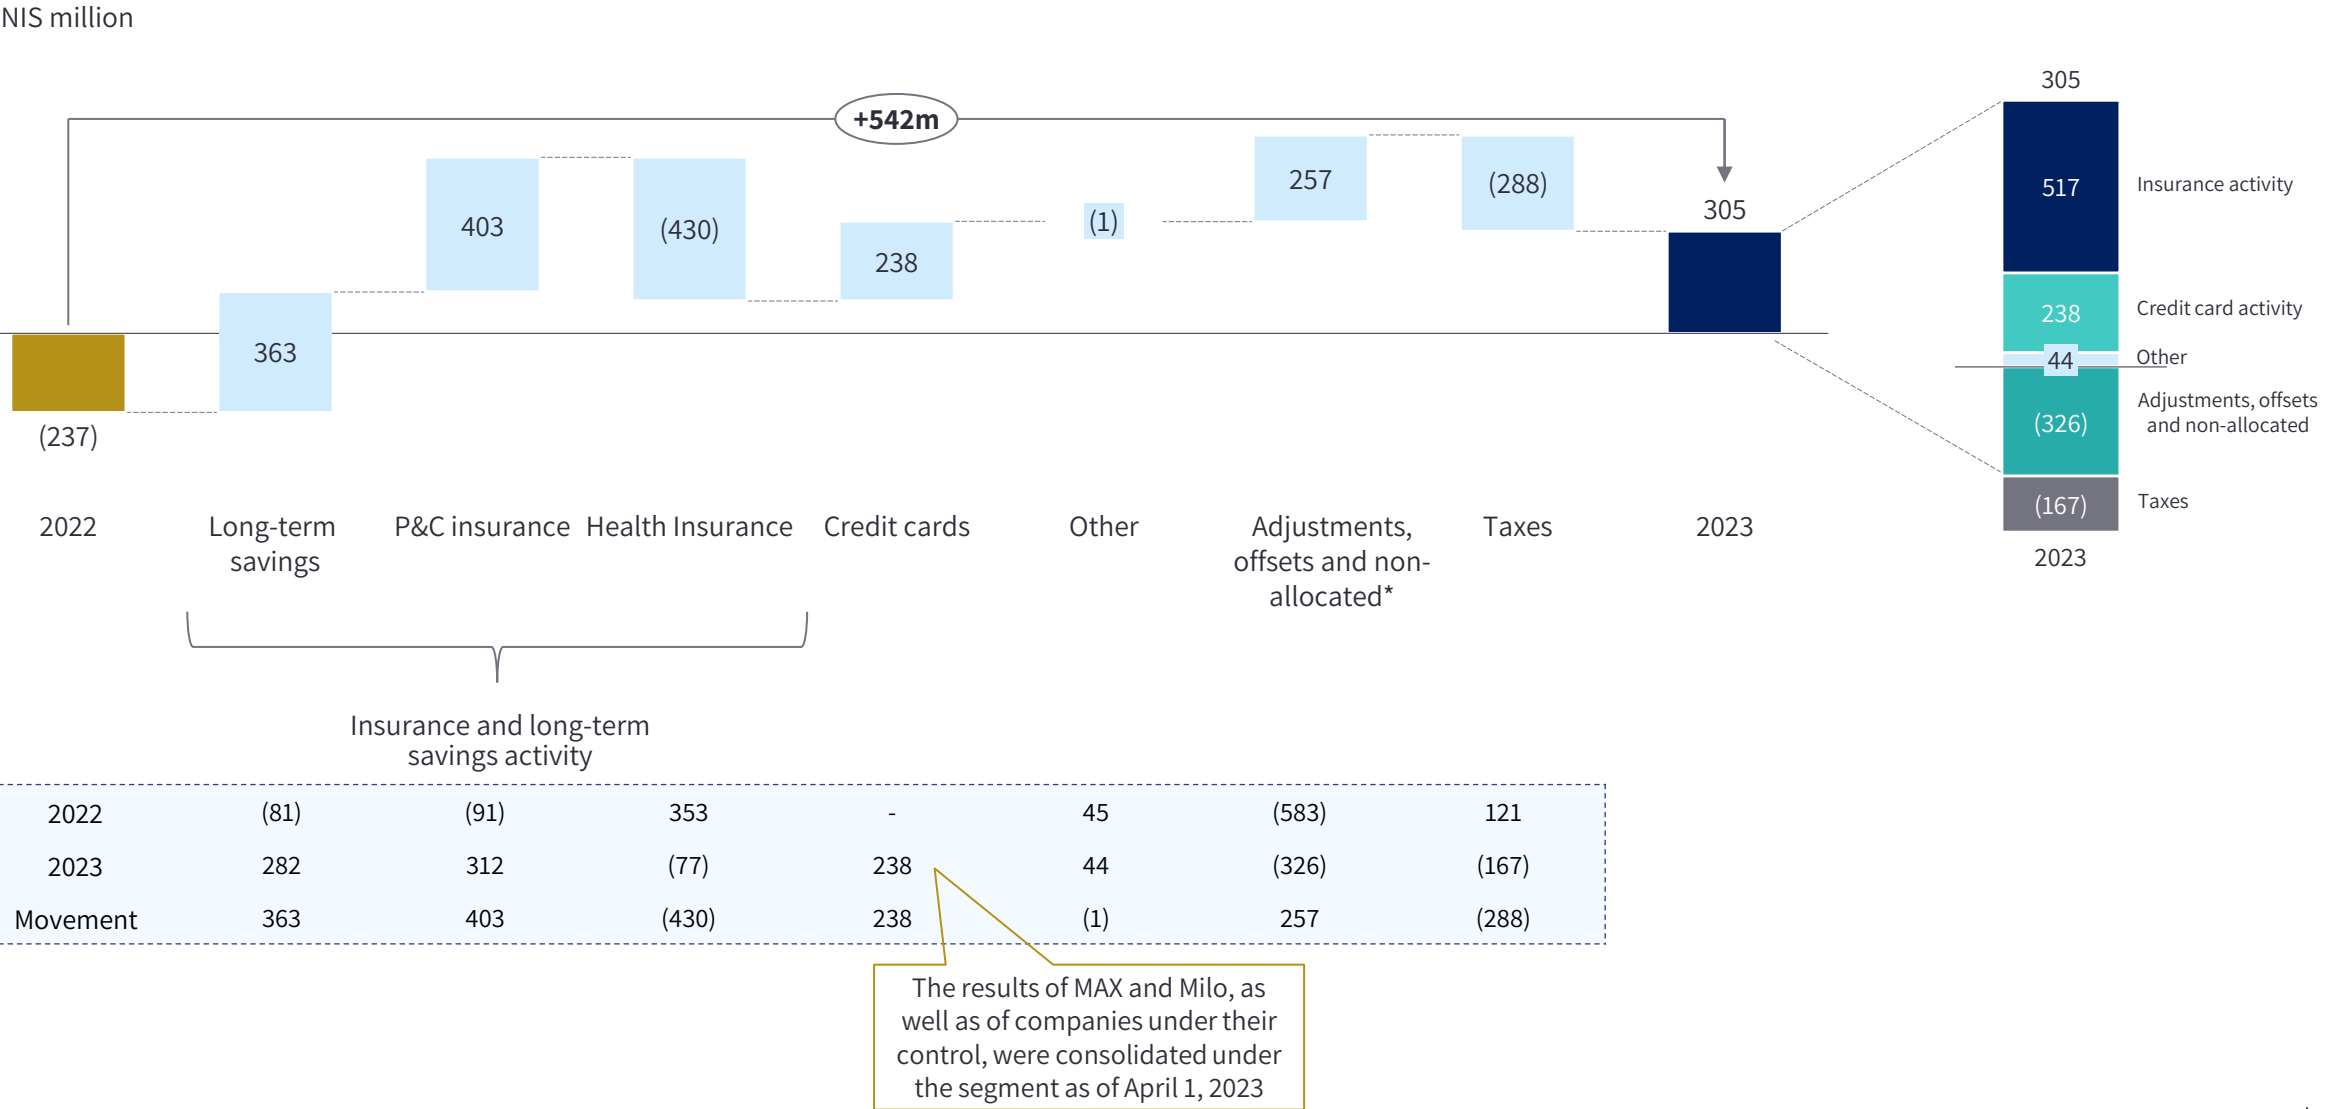 NIS million
+542m
(237)
363
403
(430)
238
(1)
257
(288)
305
2022
Long-term
savings
P&C insurance
Health Insurance
Credit cards
Other
Adjustments,
offsets and non-
allocated*
Taxes
2023
305
517
Insurance activity
238
Credit card activity
44
Other
(326)
Adjustments, offsets
and non-allocated
(167)
Taxes
2023
Insurance and long-term
savings activity
2022 (81) (91) 353 - 45 (583) 121
2023 282 312 (77) 238 44 (326) (167)
Movement 363 403 (430) 238 (1) 257 (288)
The results of MAX and Milo, as
well as of companies under their
control, were consolidated under
the segment as of April 1, 2023